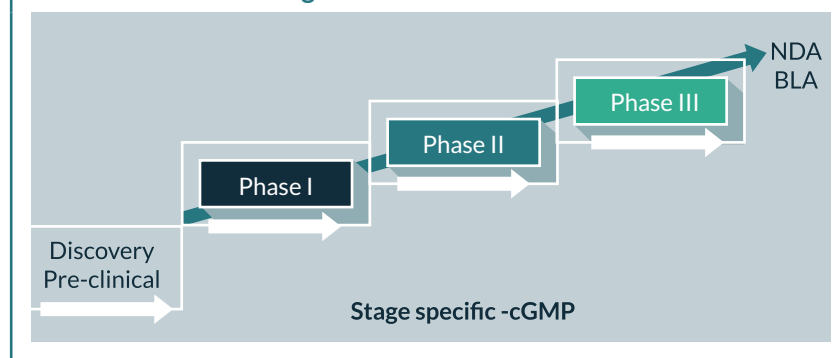 NDA
BLA
Phase III
Phase II
Phase I
Discovery
Pre-clinical
Stage specific -cGMP